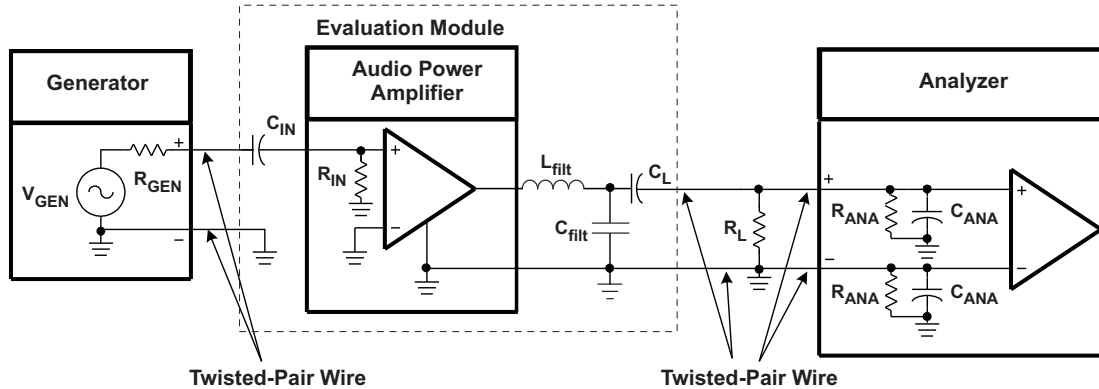 Evaluation Module
Generator
Audio Power
Amplifier
Analyzer
C_IN
+
R_GEN
V_GEN
−
R_IN
+
−
L_filt
C_L
C_filt
R_L
+
R_ANA
C_ANA
+
−
R_ANA
C_ANA
−
Twisted-Pair Wire
Twisted-Pair Wire